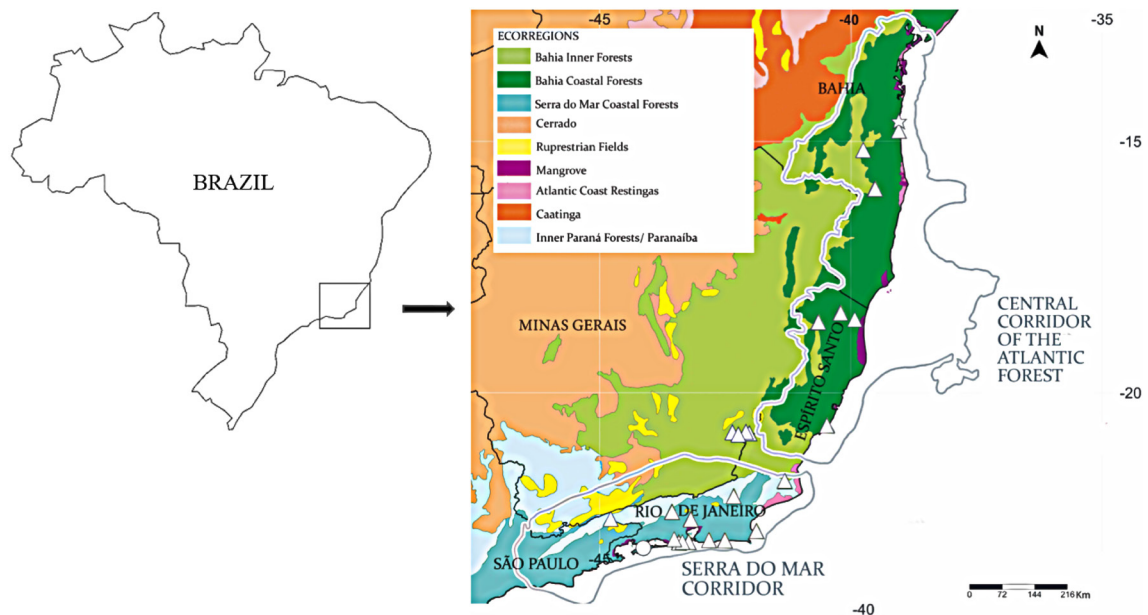 BRAZIL
-45
-40
-35
N
ECORREGIONS
Bahia Inner Forests
Bahia Coastal Forests
Serra do Mar Coastal Forests
Cerrado
Ruprestrian Fields
Mangrove
Atlantic Coast Restingas
Caatinga
Inner Paraná Forests/ Paranaíba
BAHIA
-15
MINAS GERAIS
ESPÍRITO SANTO
CENTRAL
CORRIDOR
OF THE
ATLANTIC
FOREST
-20
RIO DE JANEIRO
SÃO PAULO
-45
SERRA DO MAR
CORRIDOR
0 72 144 216 Km
-40